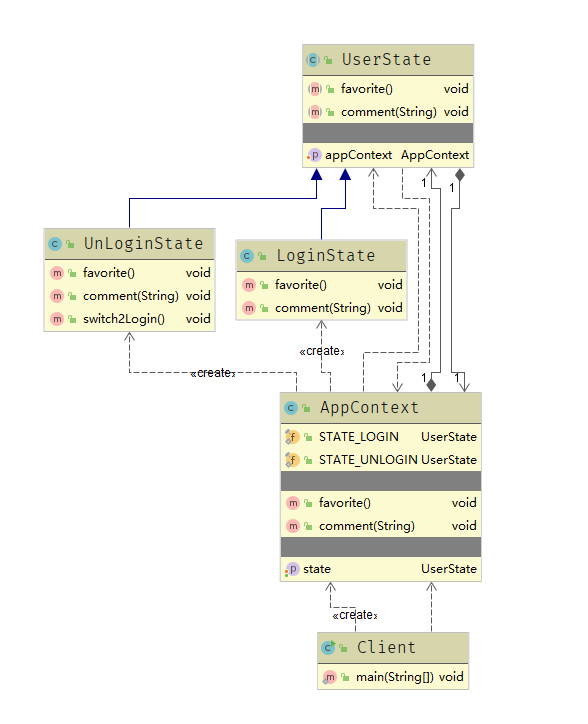 UserState
favorite() void
comment(String) void
appContext AppContext
1 1
UnLoginState
favorite() void
comment(String) void
switch2Login() void
LoginState
favorite() void
comment(String) void
«create»
«create»
1 1
AppContext
STATE_LOGIN UserState
STATE_UNLOGIN UserState
favorite() void
comment(String) void
state UserState
«create»
Client
main(String[]) void